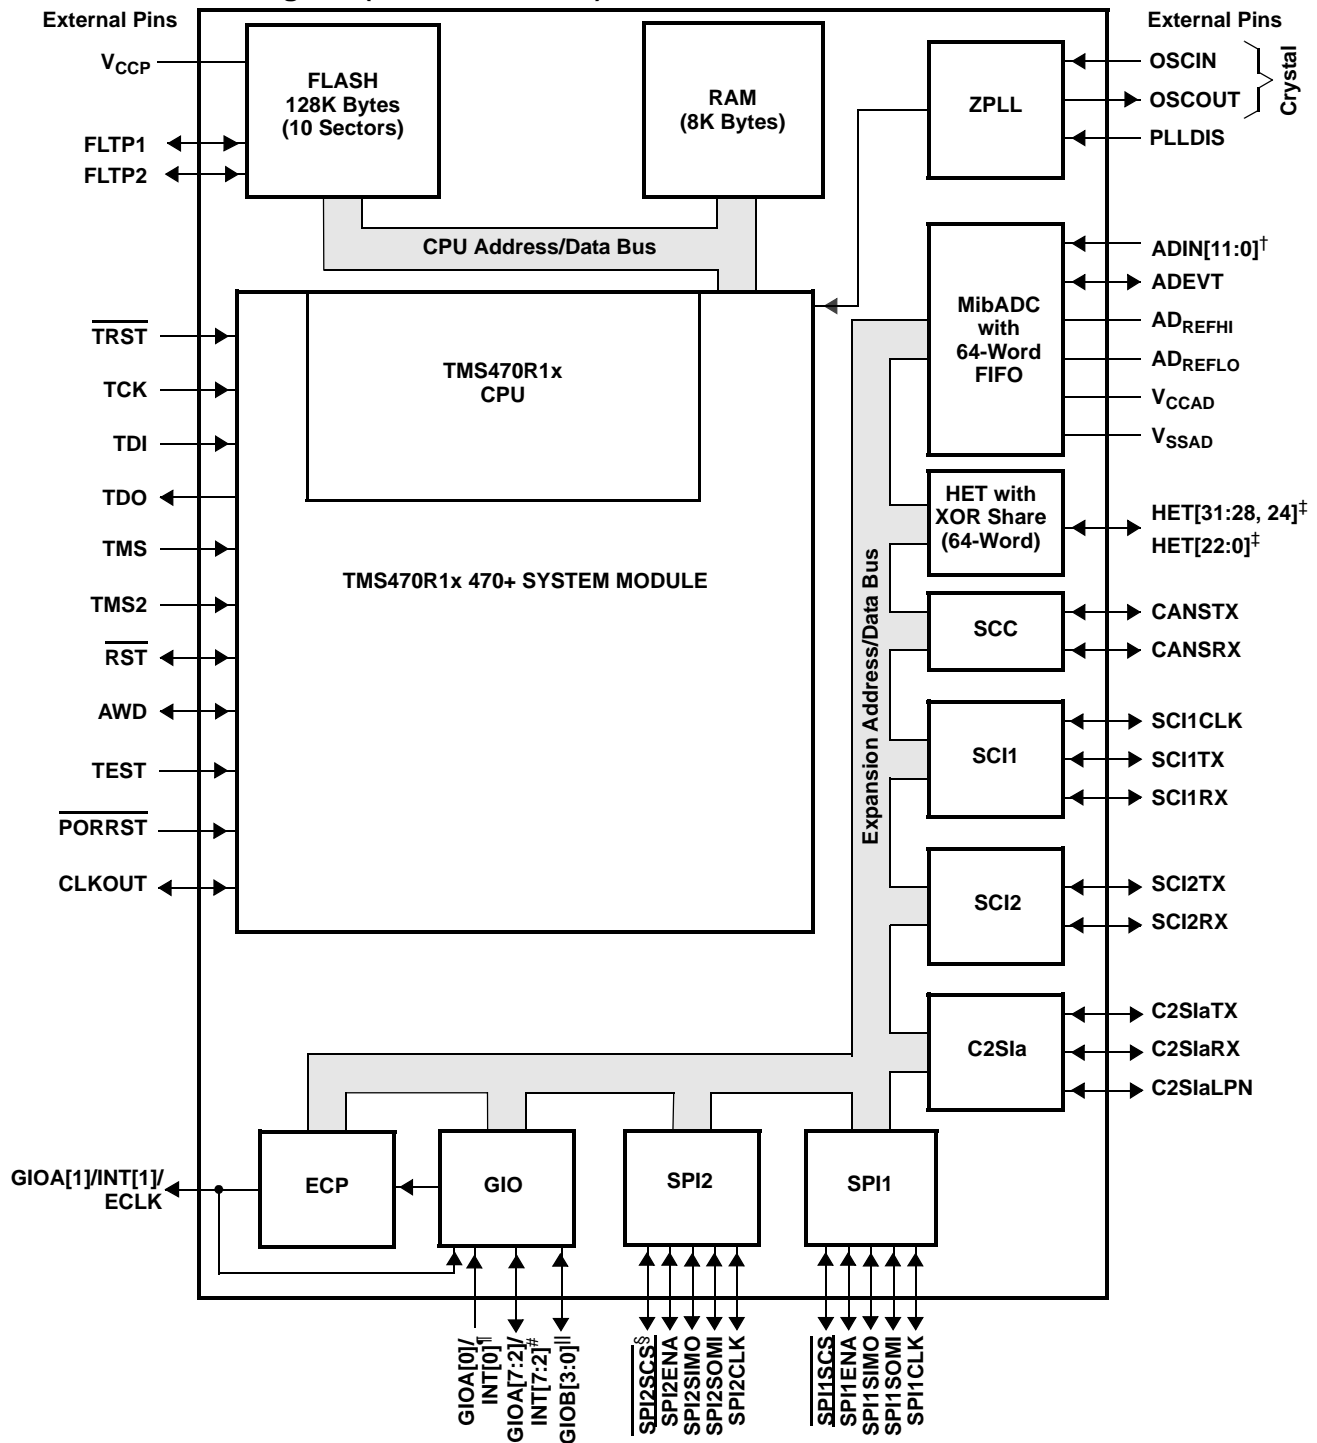 External Pins
External Pins
VCCP
FLTP1
FLTP2
FLASH
128K Bytes
(10 Sectors)
RAM
(8K Bytes)
ZPLL
OSCIN
OSCOUT
Crystal
PLLDIS
CPU Address/Data Bus
TRST
TCK
TDI
TDO
TMS
TMS2
RST
AWD
TEST
PORRST
CLKOUT
TMS470R1x
CPU
TMS470R1x 470+ SYSTEM MODULE
Expansion Address/Data Bus
MibADC
with
64-Word
FIFO
ADIN[11:0]†
ADEVT
ADREFHI
ADREFLO
VCCAD
VSSAD
HET with
XOR Share
(64-Word)
HET[31:28, 24]‡
HET[22:0]‡
SCC
CANSTX
CANSRX
SCI1
SCI1CLK
SCI1TX
SCI1RX
SCI2
SCI2TX
SCI2RX
C2SIa
C2SIaTX
C2SIaRX
C2SIaLPN
GIOA[1]/INT[1]/
ECLK
ECP
GIO
SPI2
SPI1
GIOA[0]/
INT[0]¶
GIOA[7:2]/
INT[7:2]#
GIOB[3:0]||
SPI2SCS§
SPI2ENA
SPI2SIMO
SPI2SOMI
SPI2CLK
SPI1SCS
SPI1ENA
SPI1SIMO
SPI1SOMI
SPI1CLK